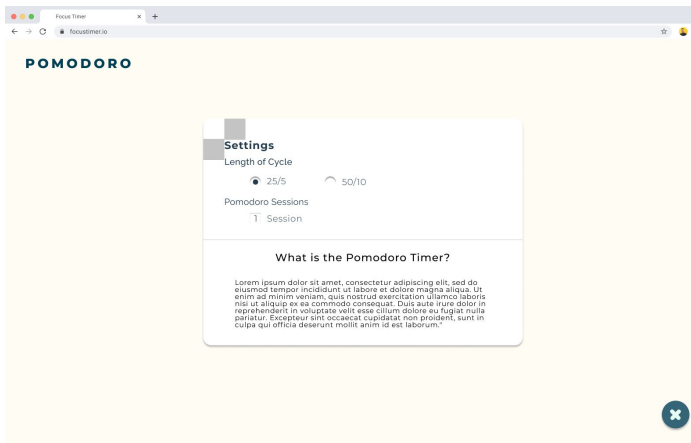 Focus Timer
focustimer.io
POMODORO
Settings
Length of Cycle
25/5 50/10
Pomodoro Sessions
1 Session
What is the Pomodoro Timer?
Lorem ipsum dolor sit amet, consectetur adipiscing elit, sed do
eiusmod tempor incididunt ut labore et dolore magna aliqua. Ut
enim ad minim veniam, quis nostrud exercitation ullamco laboris
nisi ut aliquip ex ea commodo consequat. Duis aute irure dolor in
reprehenderit in voluptate velit esse cillum dolore eu fugiat nulla
pariatur. Excepteur sint occaecat cupidatat non proident, sunt in
culpa qui officia deserunt mollit anim id est laborum."